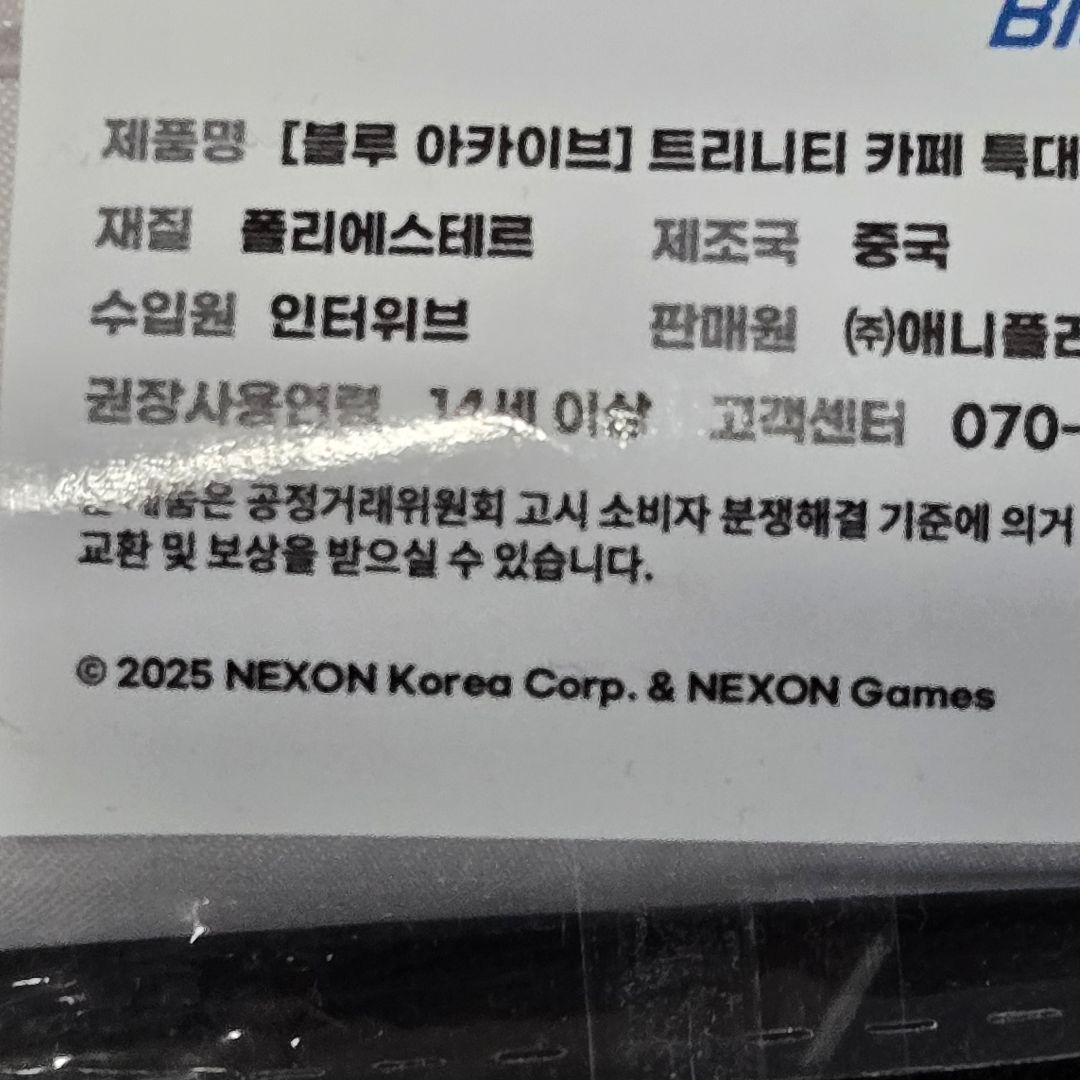 제품명 [블루 아카이브] 트리니티 카페 특대
재질 폴리에스테르 제조국 중국
수입원 인터위브 판매원 ㈜애니플러
권장사용연령 14세 이상 고객센터 070-
본 제품은 공정거래위원회 고시 소비자 분쟁해결 기준에 의거
교환 및 보상을 받으실 수 있습니다.
© 2025 NEXON Korea Corp. & NEXON Games